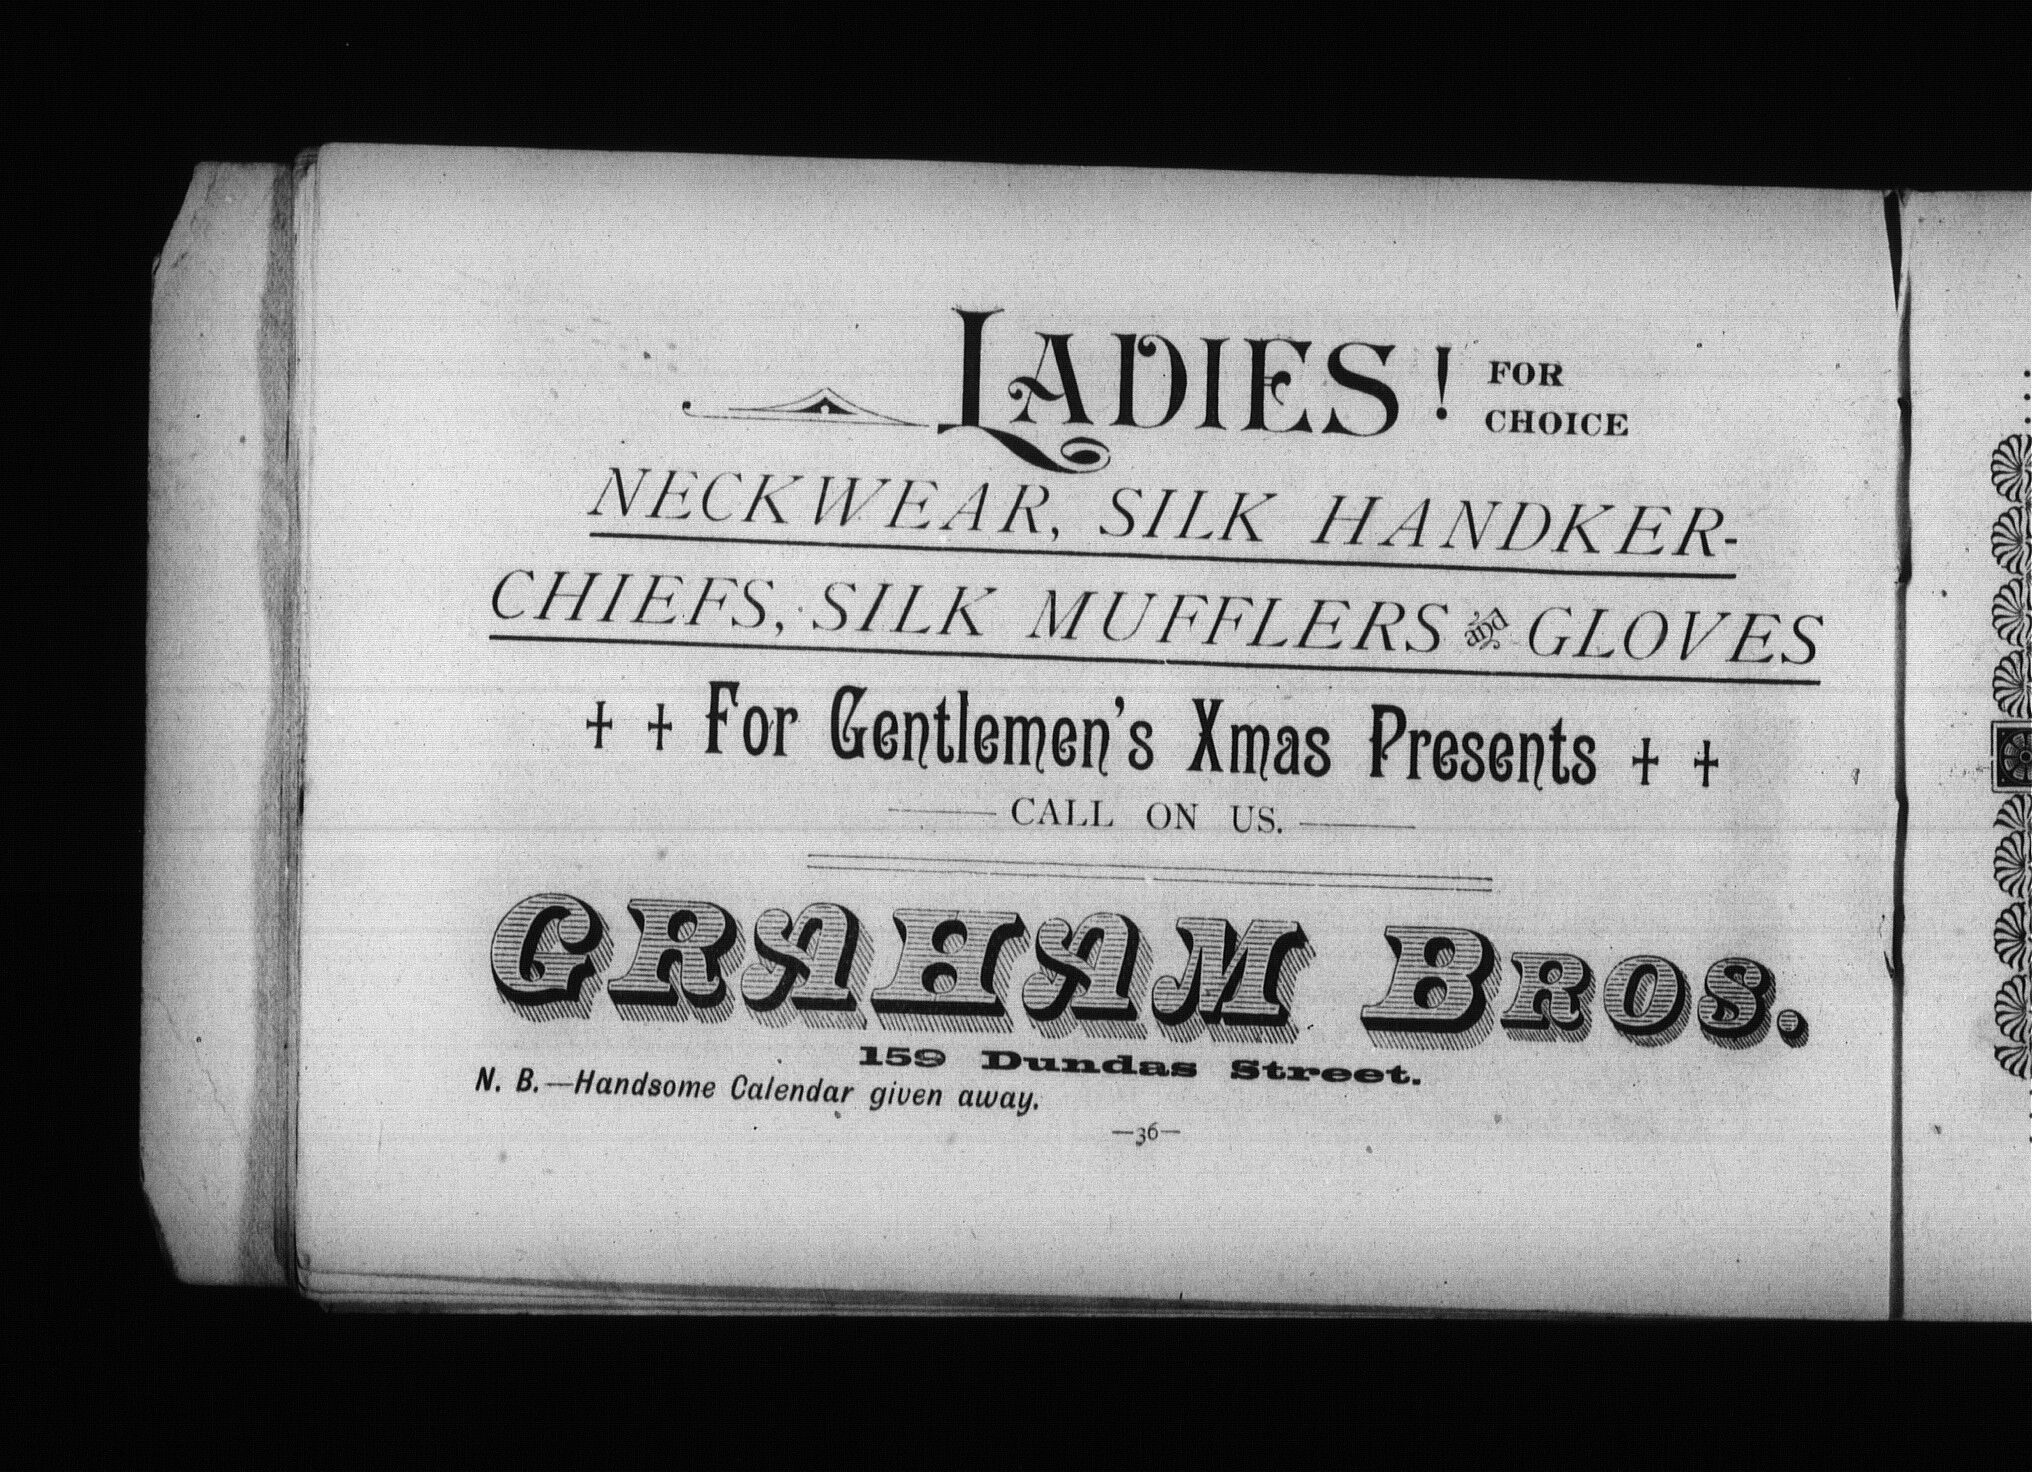 LADIES! FOR
CHOICE
NECKWEAR, SILK HANDKER-
CHIEFS, SILK MUFFLERS and GLOVES
For Gentlemen's Xmas Presents
CALL ON US.
GRAHAM BROS.
159 Dundas Street.
N. B.—Handsome Calendar given away.
—36—